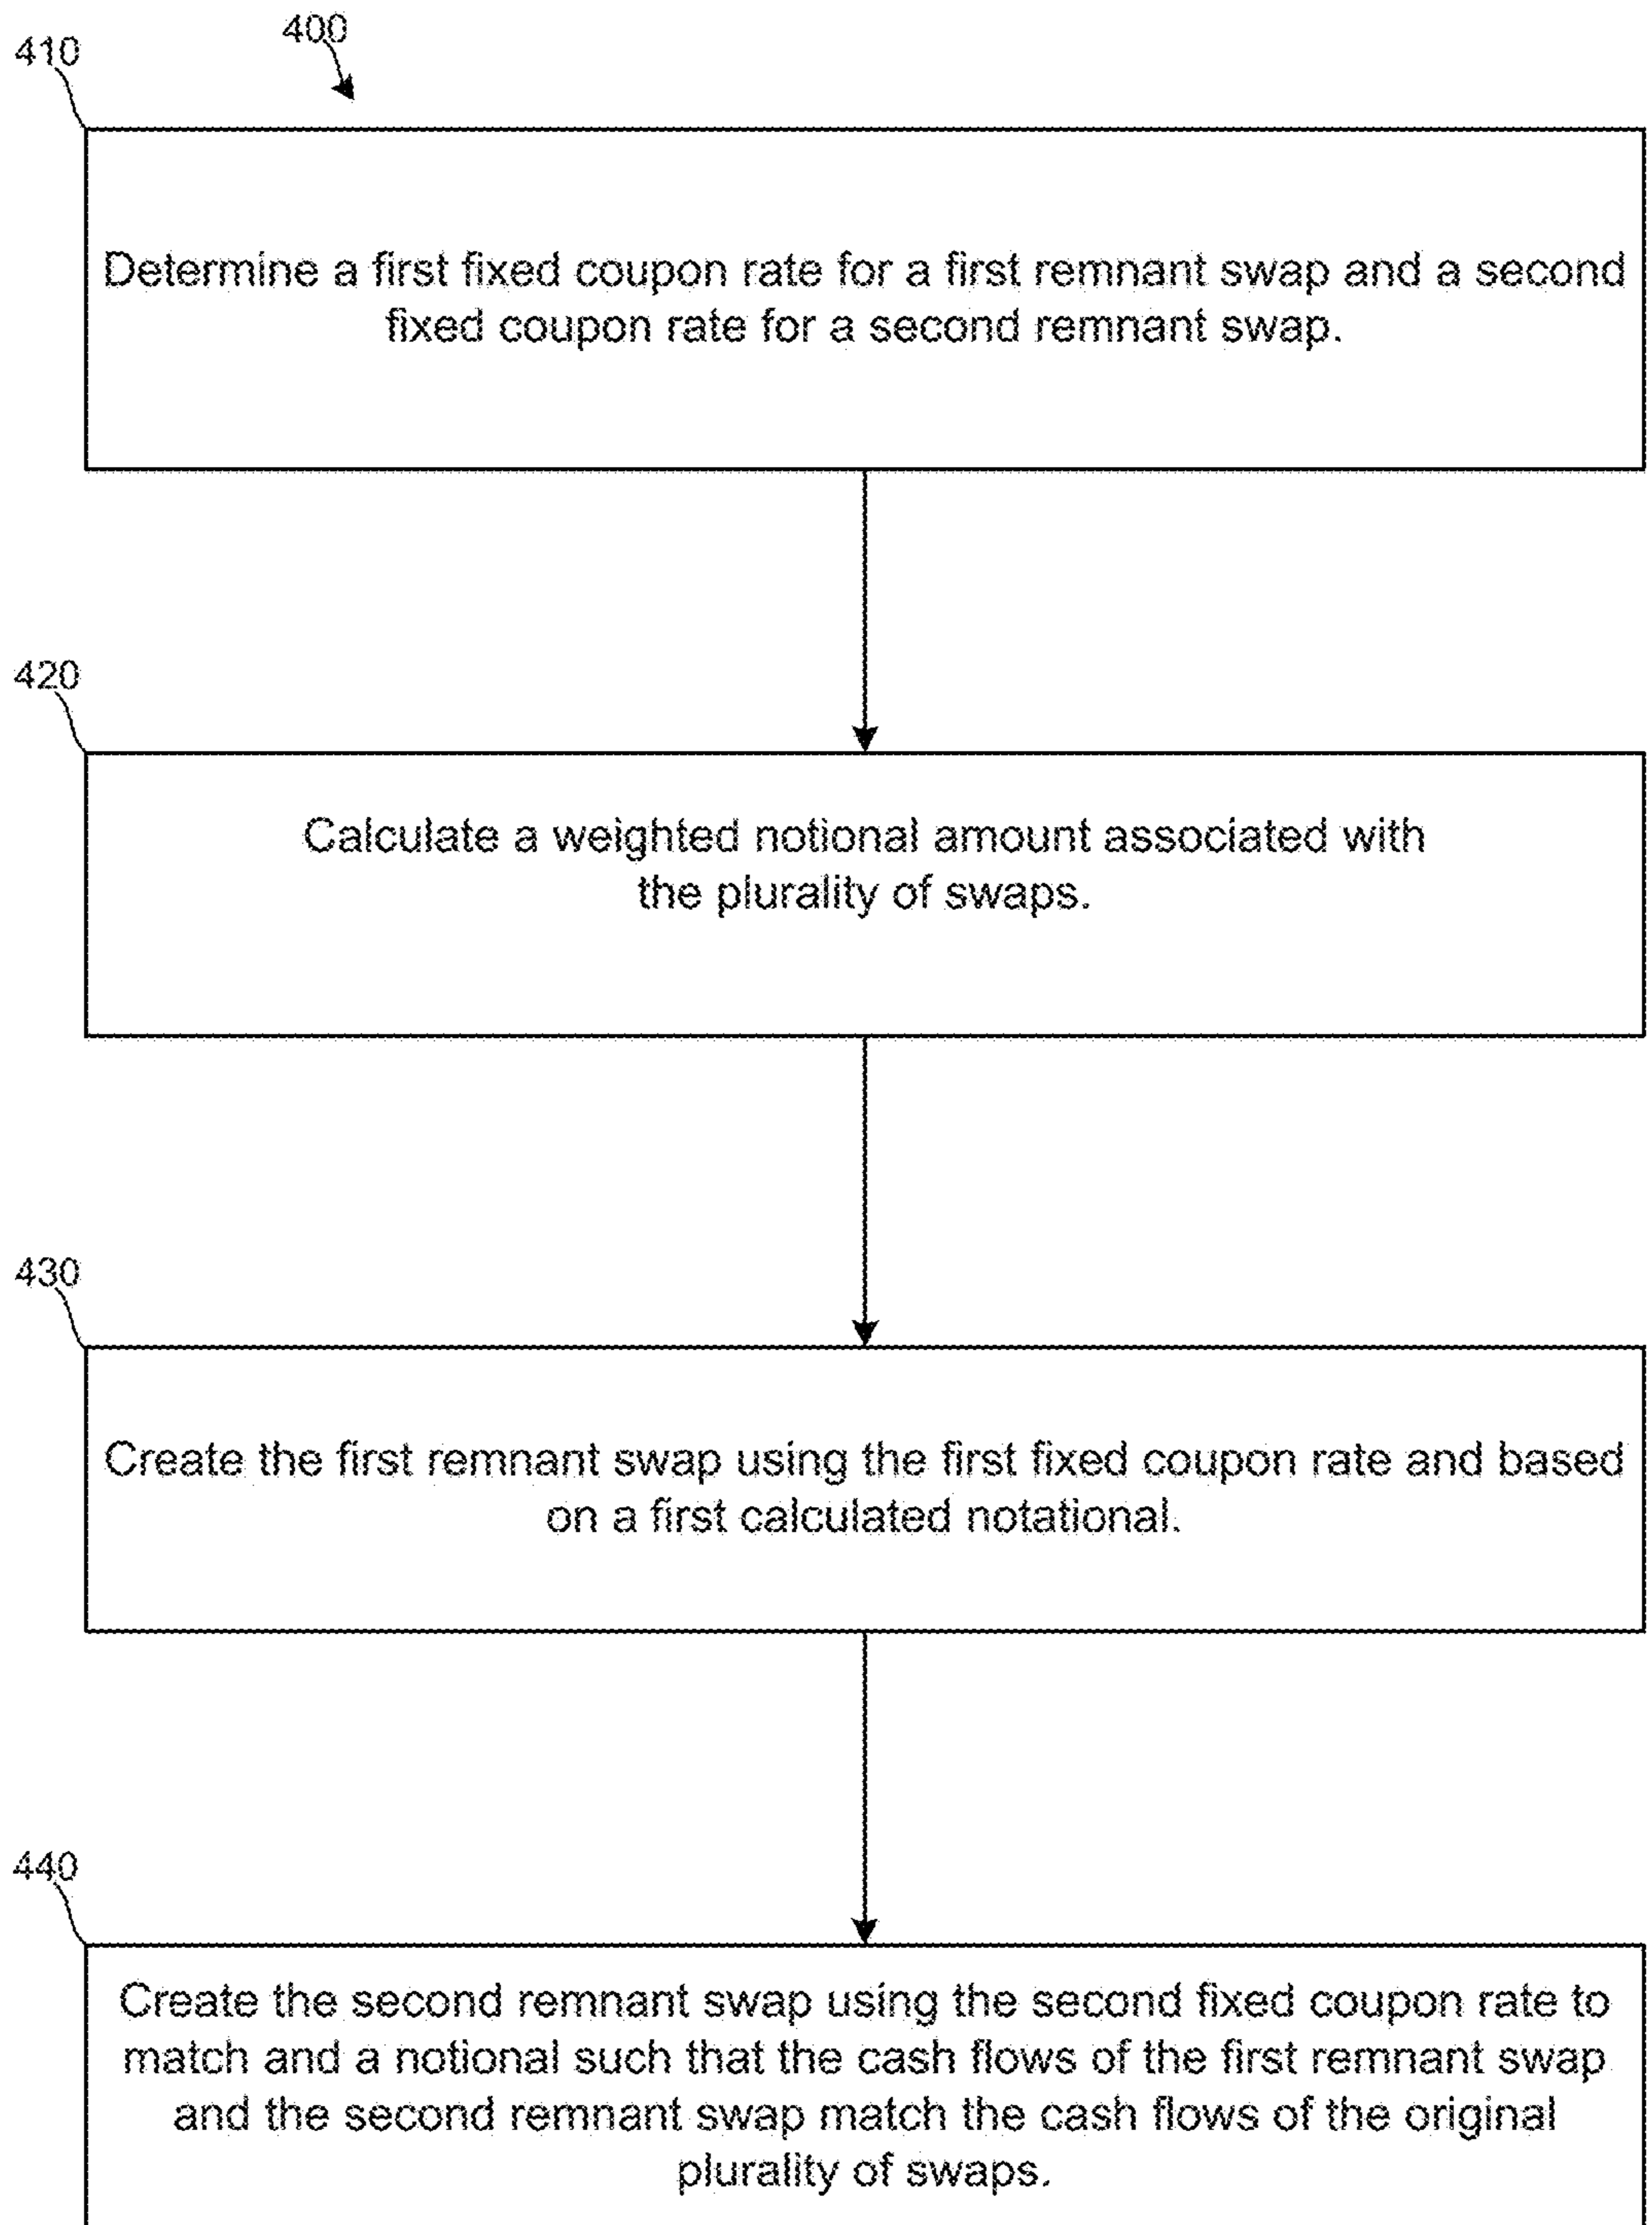 400
410
Determine a first fixed coupon rate for a first remnant swap and a second
fixed coupon rate for a second remnant swap.
420
Calculate a weighted notional amount associated with
the plurality of swaps.
430
Create the first remnant swap using the first fixed coupon rate and based
on a first calculated notational.
440
Create the second remnant swap using the second fixed coupon rate to
match and a notional such that the cash flows of the first remnant swap
and the second remnant swap match the cash flows of the original
plurality of swaps.